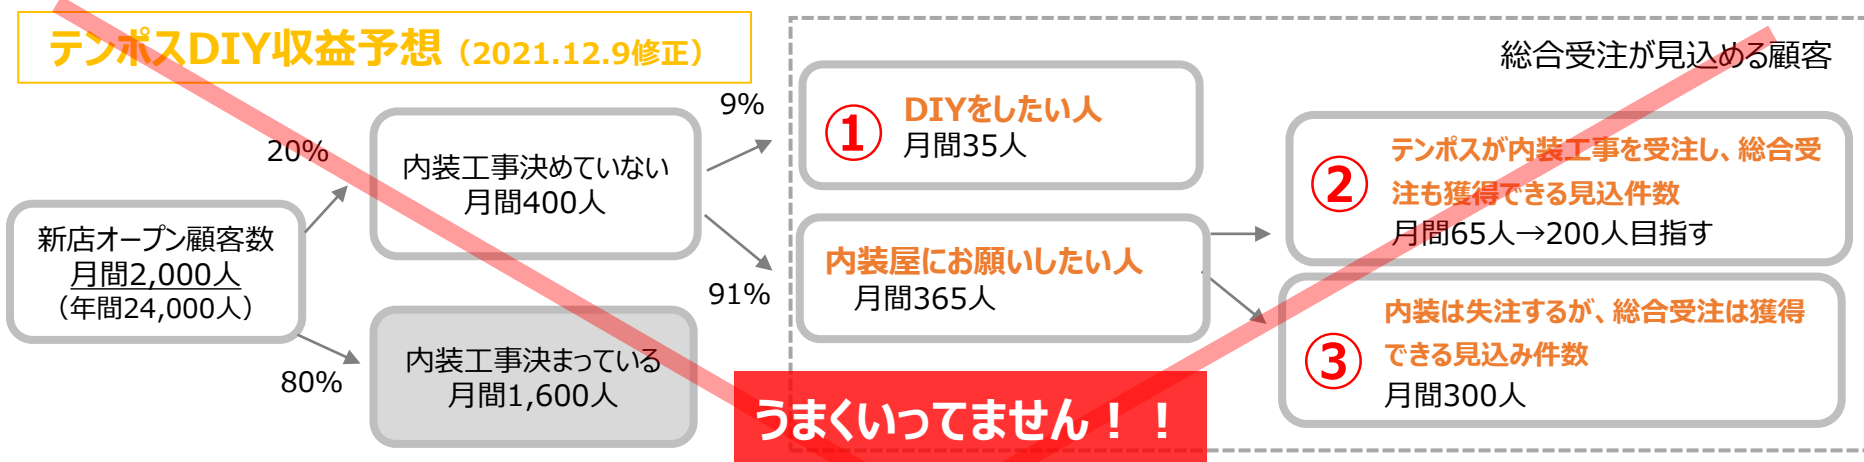 テンポスDIY収益予想（2021.12.9修正）
総合受注が見込める顧客
新店オープン顧客数
月間2,000人
（年間24,000人）
20%
80%
内装工事決めていない
月間400人
内装工事決まっている
月間1,600人
9%
91%
①
DIYをしたい人
月間35人
内装屋にお願いしたい人
月間365人
②
テンポスが内装工事を受注し、総合受
注も獲得できる見込件数
月間65人→200人目指す
③
内装は失注するが、総合受注は獲得
できる見込み件数
月間300人
うまくいってません！！